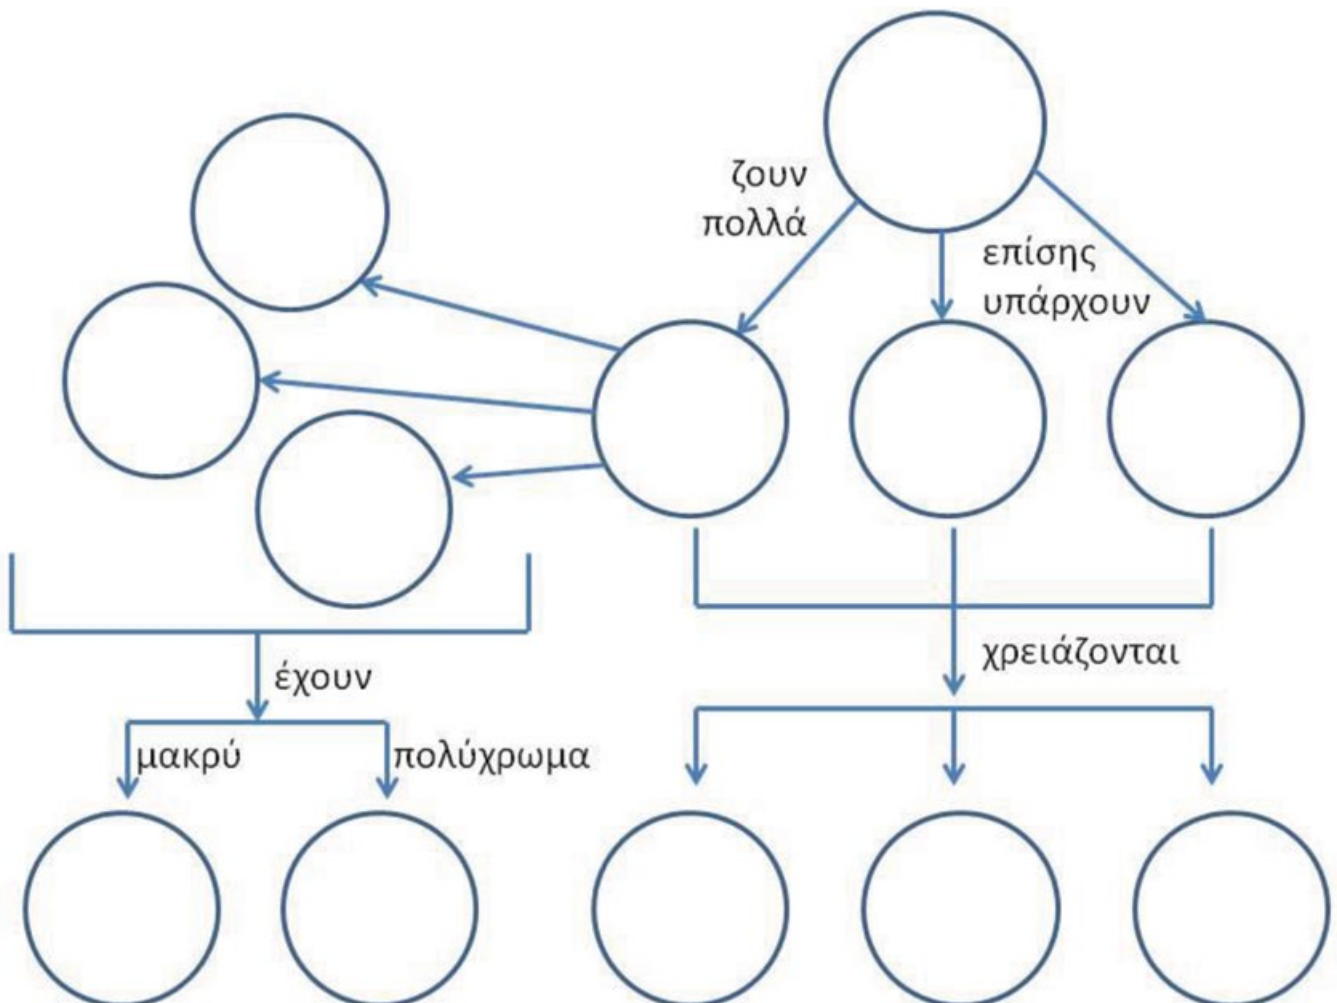 ζουν
πολλά
επίσης
υπάρχουν
χρειάζονται
έχουν
μακρύ
πολύχρωμα